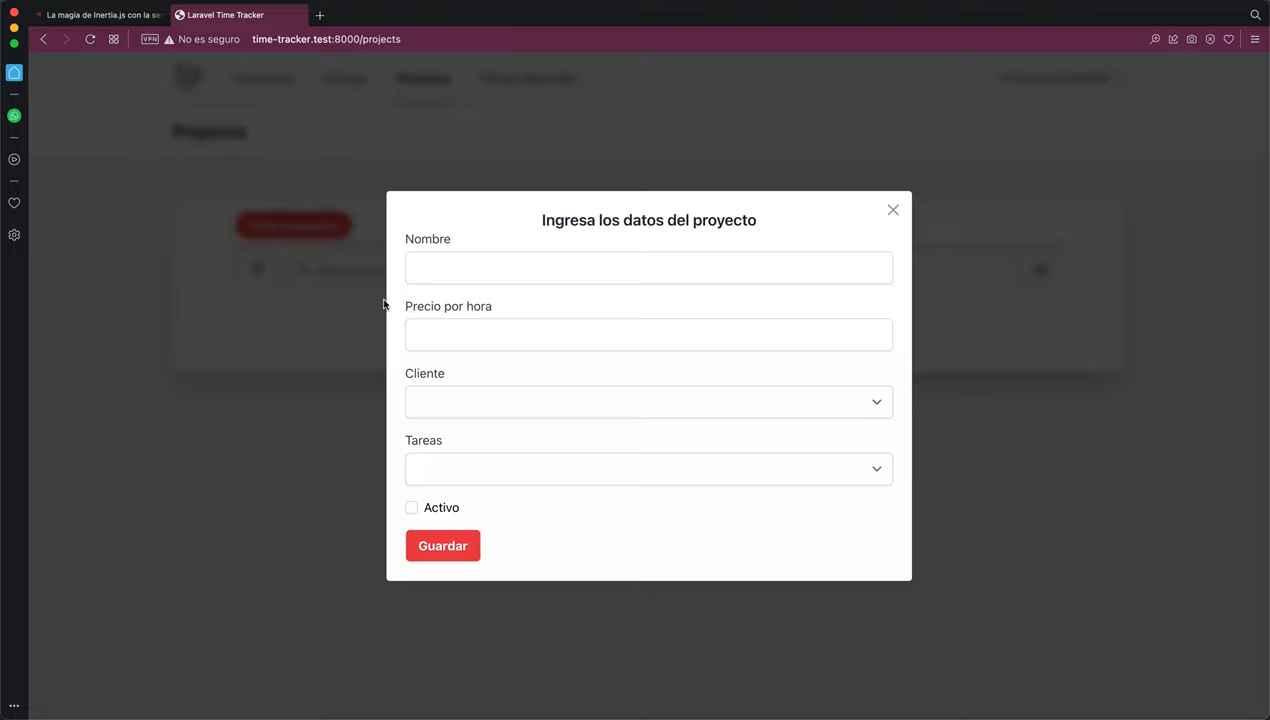 La magia de Inertia.js con la se
Laravel Time Tracker
VPN
No es seguro
time-tracker.test:8000/projects
Ingresa los datos del proyecto
Nombre
Precio por hora
Cliente
Tareas
Activo
Guardar